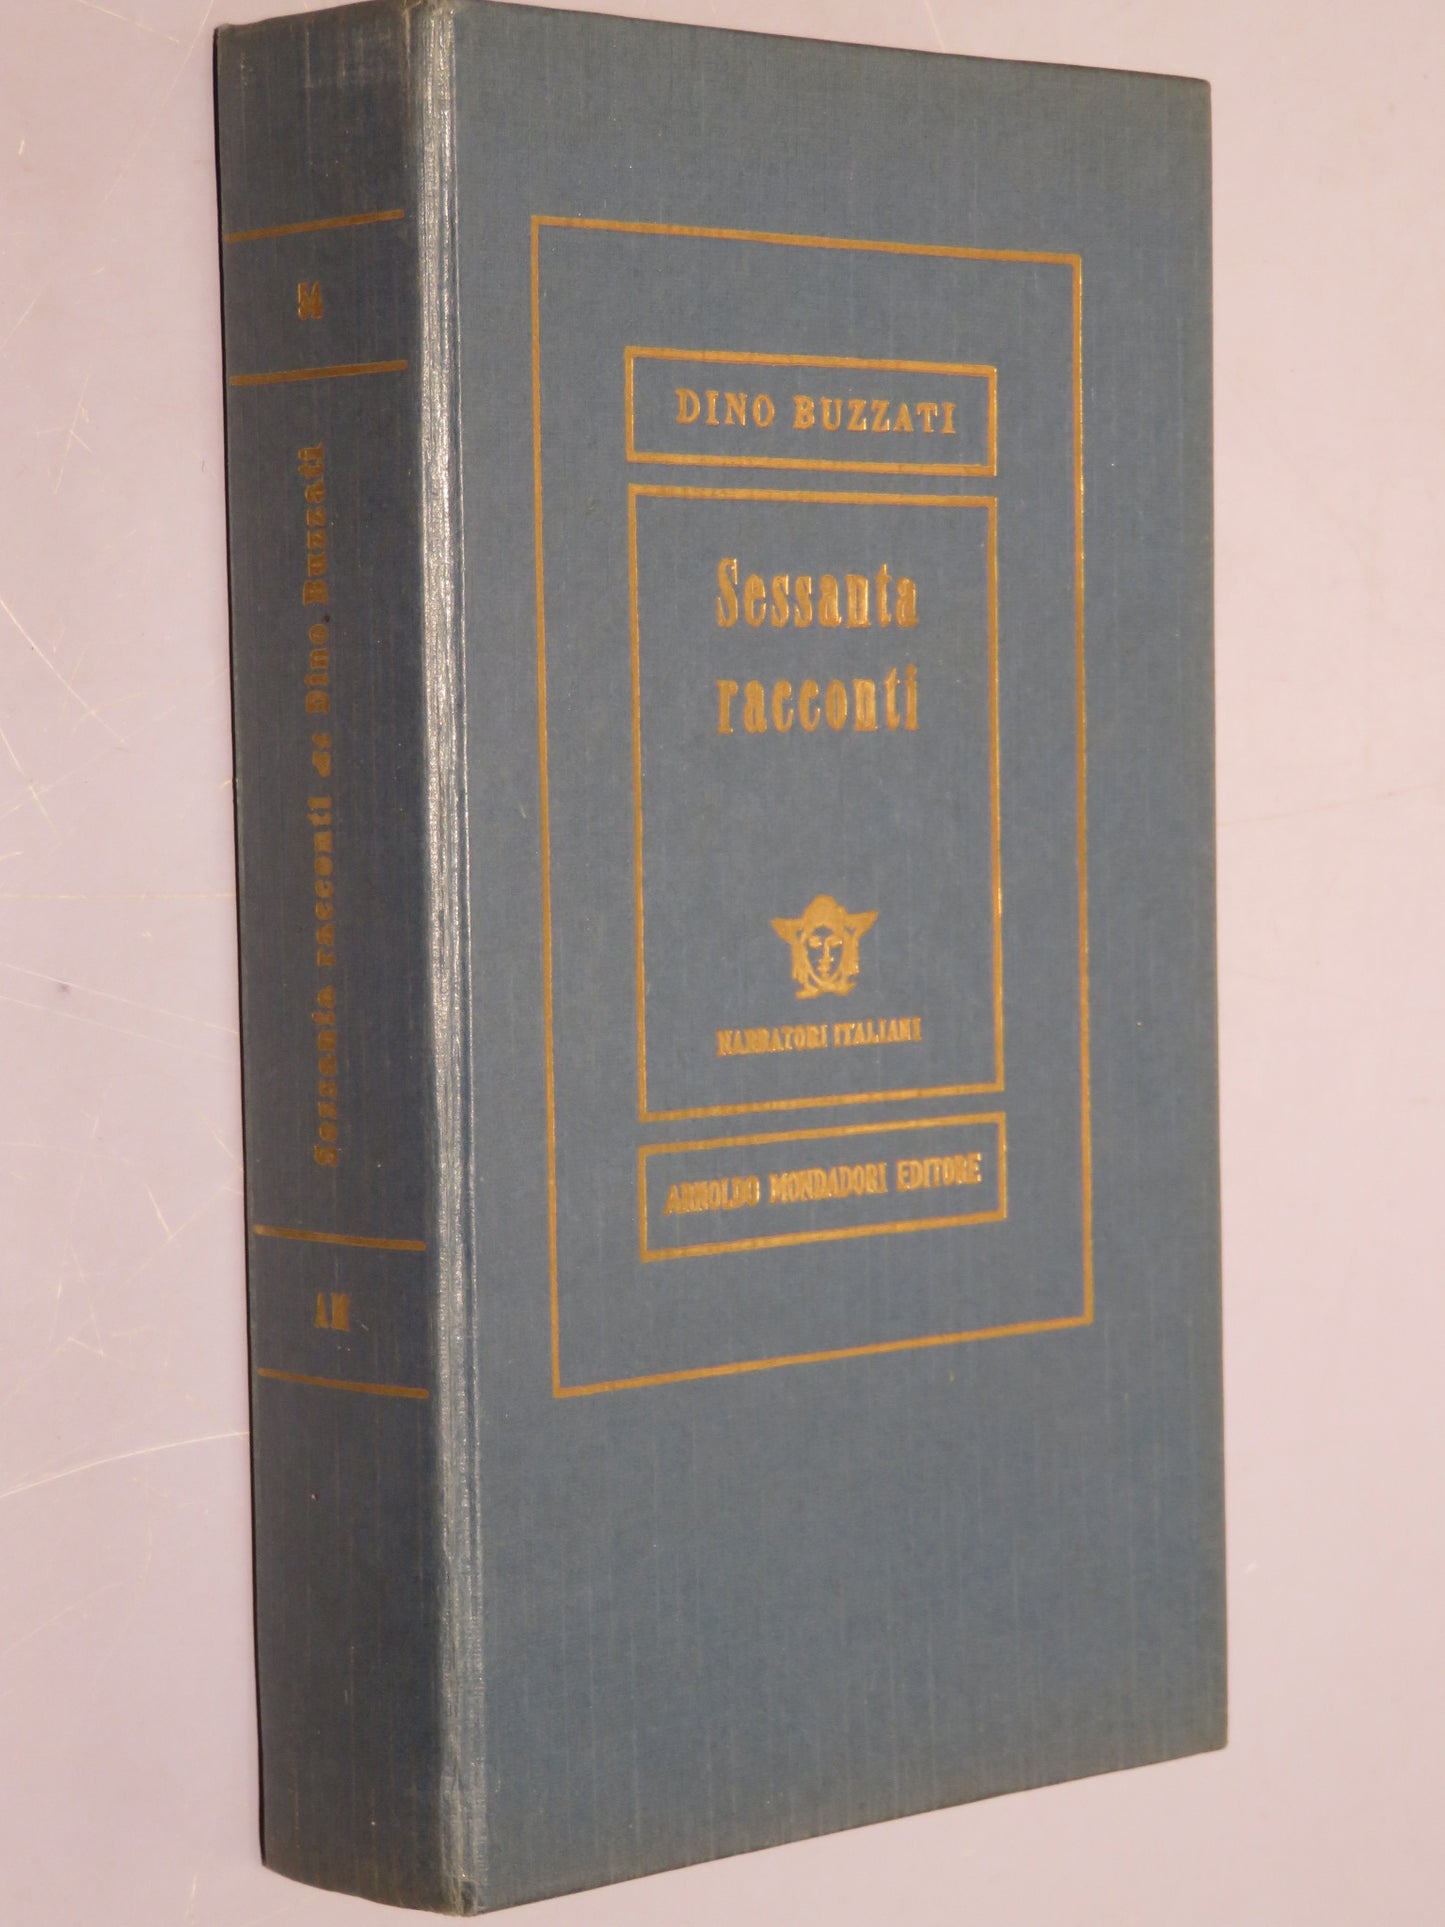 Sessanta racconti di Dino Buzzati
AM
DINO BUZZATI
Sessanta
racconti
NARRATORI ITALIANI
ARNOLDO MONDADORI EDITORE